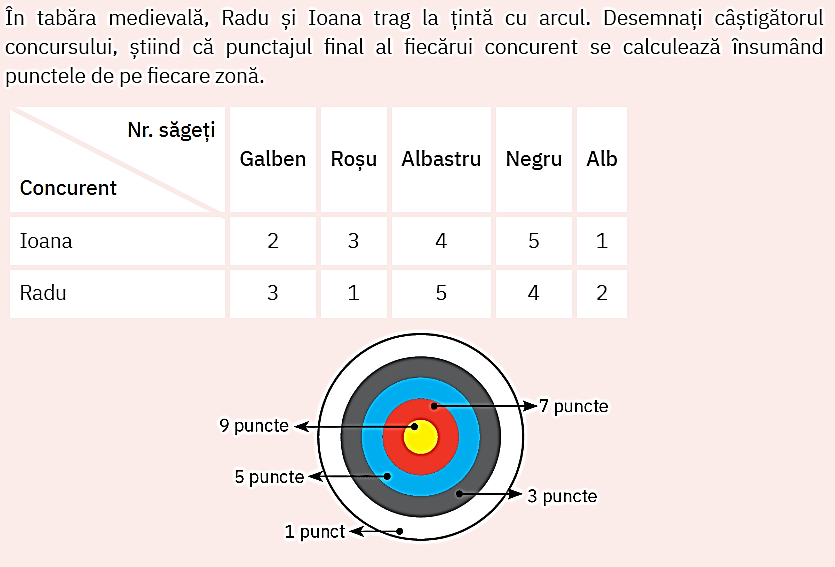 În tabăra medievală, Radu și Ioana trag la țintă cu arcul. Desemnați câștigătorul
concursului, știind că punctajul final al fiecărui concurent se calculează însumând
punctele de pe fiecare zonă.
Nr. săgeți
Concurent
Galben Roșu Albastru Negru Alb
Ioana 2 3 4 5 1
Radu 3 1 5 4 2
7 puncte
9 puncte
5 puncte
3 puncte
1 punct